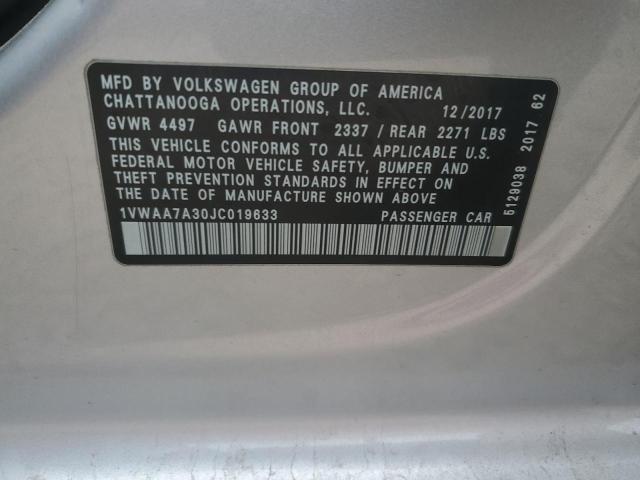 MFD BY VOLKSWAGEN GROUP OF AMERICA
CHATTANOOGA OPERATIONS, LLC. 12/2017
GVWR 4497 GAWR FRONT 2337 / REAR 2271 LBS
THIS VEHICLE CONFORMS TO ALL APPLICABLE U.S.
FEDERAL MOTOR VEHICLE SAFETY, BUMPER AND
THEFT PREVENTION STANDARDS IN EFFECT ON
THE DATE OF MANUFACTURE SHOWN ABOVE
1VWAA7A30JC019633 PASSENGER CAR
5129038 2017 62